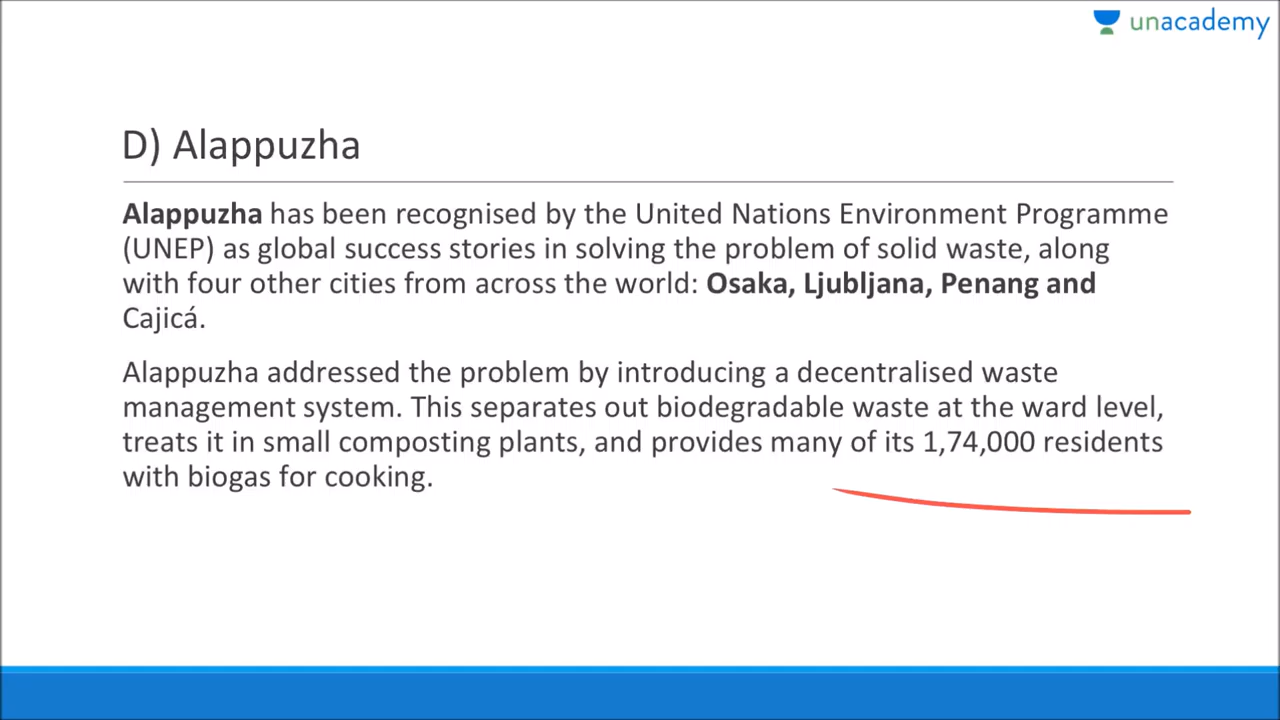 unacademy
D) Alappuzha
Alappuzha has been recognised by the United Nations Environment Programme
(UNEP) as global success stories in solving the problem of solid waste, along
with four other cities from across the world: Osaka, Ljubljana, Penang and
Cajicá.
Alappuzha addressed the problem by introducing a decentralised waste
management system. This separates out biodegradable waste at the ward level,
treats it in small composting plants, and provides many of its 1,74,000 residents
with biogas for cooking.